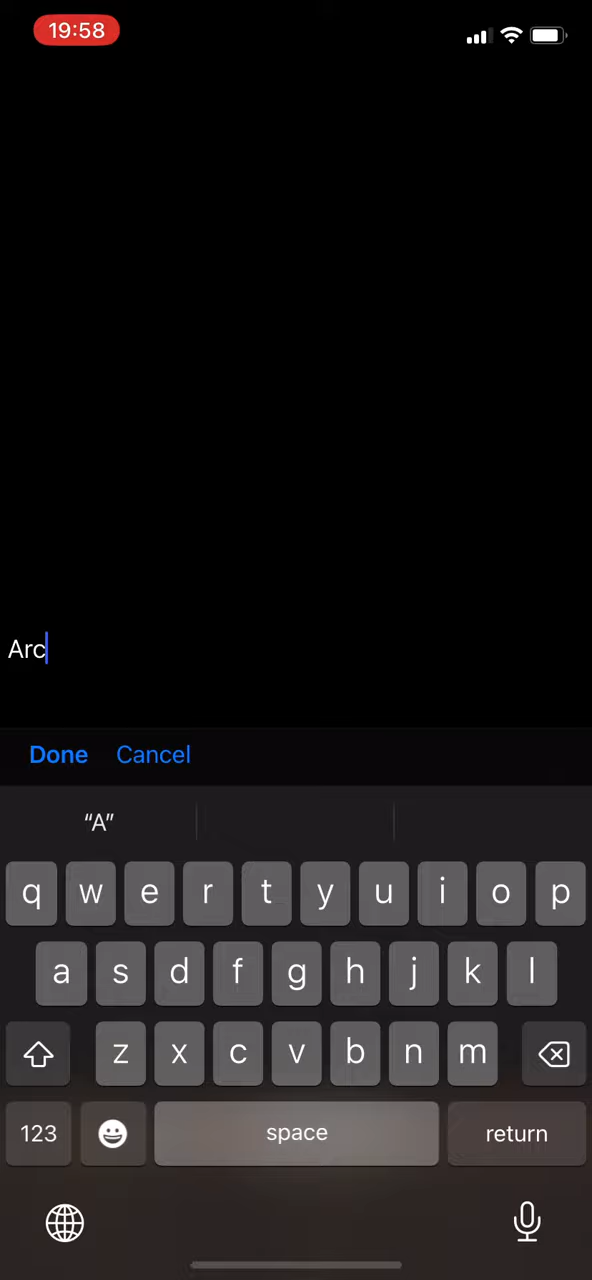 19:58
Arc
Done Cancel
“A”
q w e r t y u i o p
a s d f g h j k l
z x c v b n m
123 space return